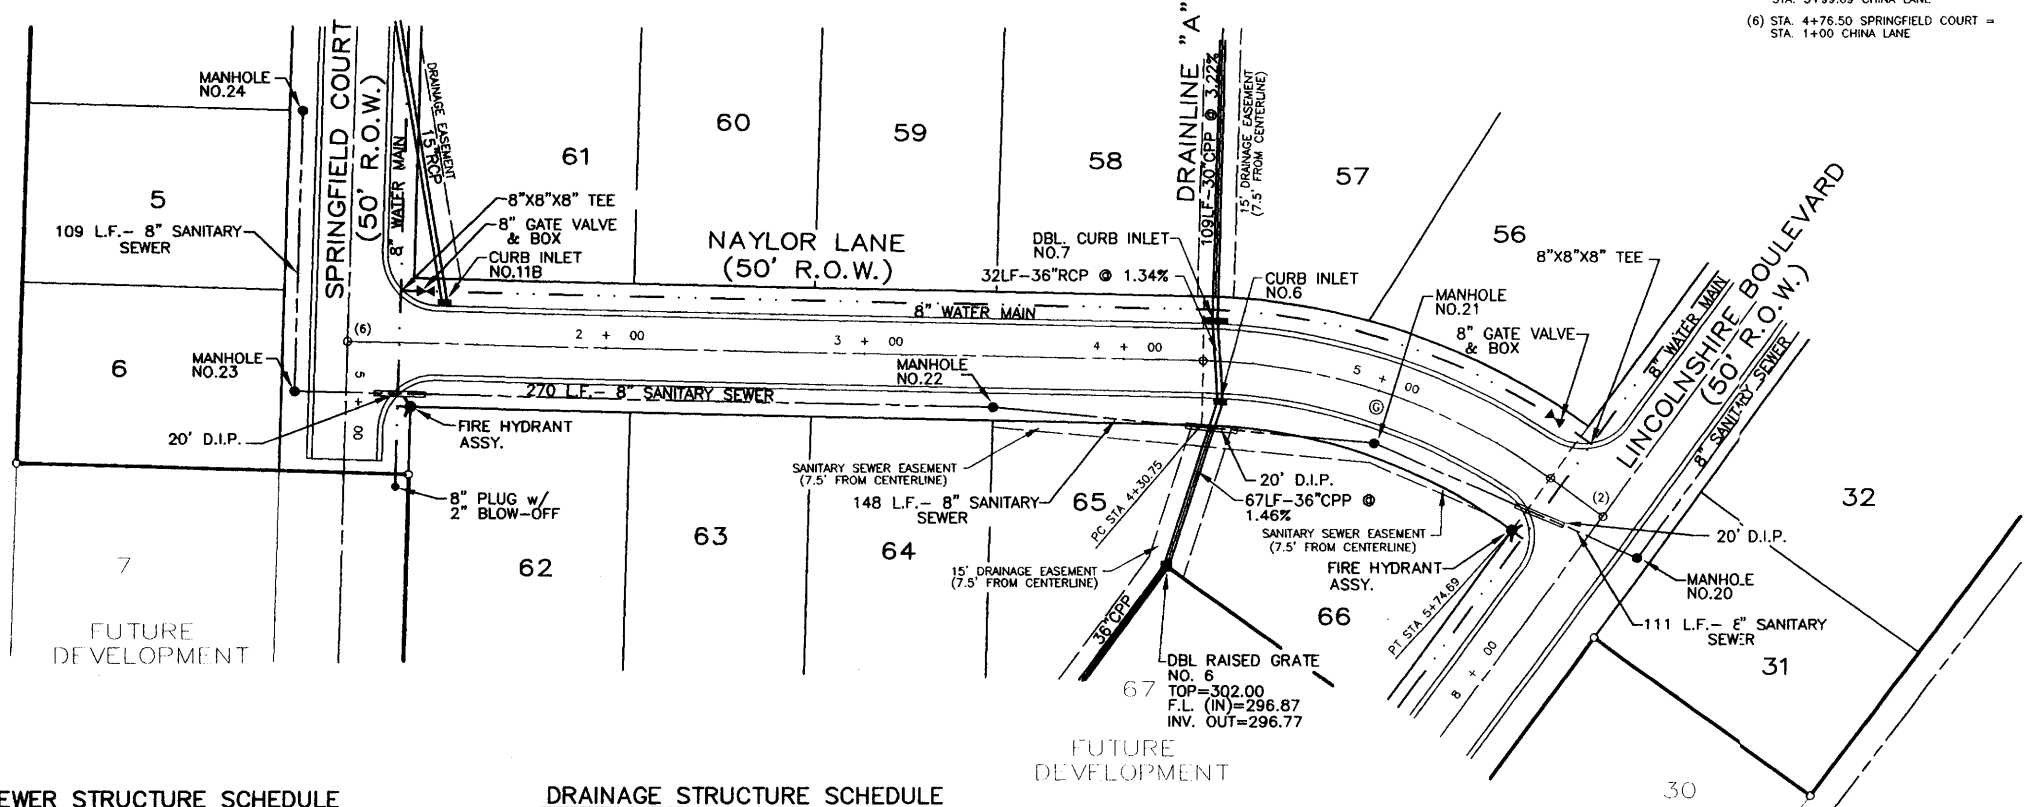 STA. 5+99.69 CHINA LANE
(6) STA. 4+76.50 SPRINGFIELD COURT =
STA. 1+00 CHINA LANE
MANHOLE
NO.24
SPRINGFIELD COURT
(50' R.O.W.)
8" WATER MAIN
DRAINAGE EASEMENT
15"RCP
5
109 L.F.- 8" SANITARY
SEWER
61
60
59
58
57
56
DRAINLINE "A"
109LF-30"CPP @ 3.22%
15' DRAINAGE EASEMENT
(7.5' FROM CENTERLINE)
8"X8"X8" TEE
8" GATE VALVE
& BOX
CURB INLET
NO.11B
NAYLOR LANE
(50' R.O.W.)
DBL. CURB INLET
NO.7
32LF-36"RCP @ 1.34%
CURB INLET
NO.6
MANHOLE
NO.21
8" GATE VALVE
& BOX
8"X8"X8" TEE
8" WATER MAIN
LINCOLNSHIRE BOULEVARD
(50' R.O.W.)
8" SANITARY SEWER
8" WATER MAIN
(6)
2 + 00
3 + 00
4 + 00
5 + 00
G
6
MANHOLE
NO.23
5 + 00
MANHOLE
NO.22
270 L.F.- 8" SANITARY SEWER
20' D.I.P.
FIRE HYDRANT
ASSY.
8" PLUG w/
2" BLOW-OFF
SANITARY SEWER EASEMENT
(7.5' FROM CENTERLINE)
148 L.F.- 8" SANITARY
SEWER
65
PC STA 4+30.75
20' D.I.P.
67LF-36"CPP @
1.46%
SANITARY SEWER EASEMENT
(7.5' FROM CENTERLINE)
FIRE HYDRANT
ASSY.
(2)
20' D.I.P.
32
MANHOLE
NO.20
111 L.F.- 8" SANITARY
SEWER
7
FUTURE
DEVELOPMENT
62
63
64
15' DRAINAGE EASEMENT
(7.5' FROM CENTERLINE)
36"CPP
66
PT STA 5+74.69
8 + 00
31
67
DBL RAISED GRATE
NO. 6
TOP=302.00
F.L. (IN)=296.87
INV. OUT=296.77
FUTURE
DEVELOPMENT
30
EWER STRUCTURE SCHEDULE
DRAINAGE STRUCTURE SCHEDULE